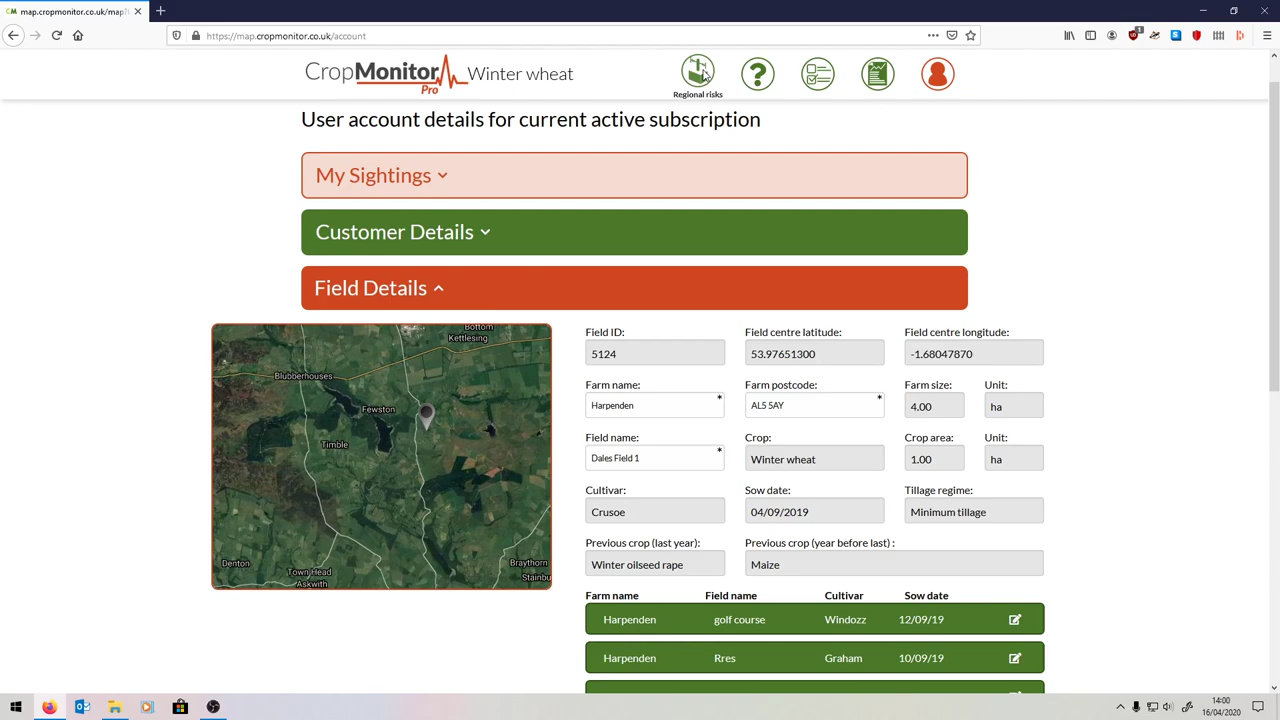 map.cropmonitor.co.uk/map?l
https://map.cropmonitor.co.uk/account
CropMonitor Pro Winter wheat
Regional risks
User account details for current active subscription
My Sightings
Customer Details
Field Details
Bottom
Kettlesing
Blubberhouses
Fewston
Timble
Denton
Town Head
Askwith
Braythorn
Stainbu
Field ID: Field centre latitude: Field centre longitude:
5124 53.97651300 -1.68047870
Farm name: Farm postcode: Farm size: Unit:
Harpenden * AL5 5AY * 4.00 ha
Field name: Crop: Crop area: Unit:
Dales Field 1 * Winter wheat 1.00 ha
Cultivar: Sow date: Tillage regime:
Crusoe 04/09/2019 Minimum tillage
Previous crop (last year): Previous crop (year before last) :
Winter oilseed rape Maize
Farm name Field name Cultivar Sow date
Harpenden golf course Windozz 12/09/19
Harpenden Rres Graham 10/09/19
14:00
16/04/2020